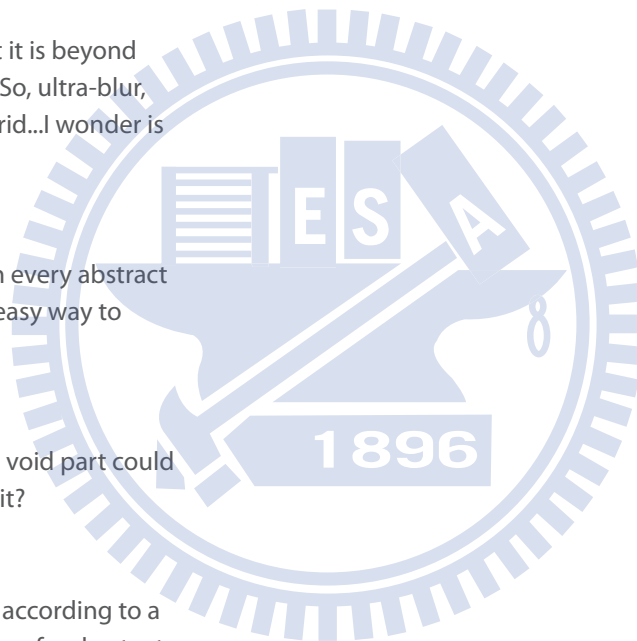 it is beyond
So, ultra-blur,
rid...I wonder is
E S A
every abstract
easy way to
1896
void part could
it?
according to a